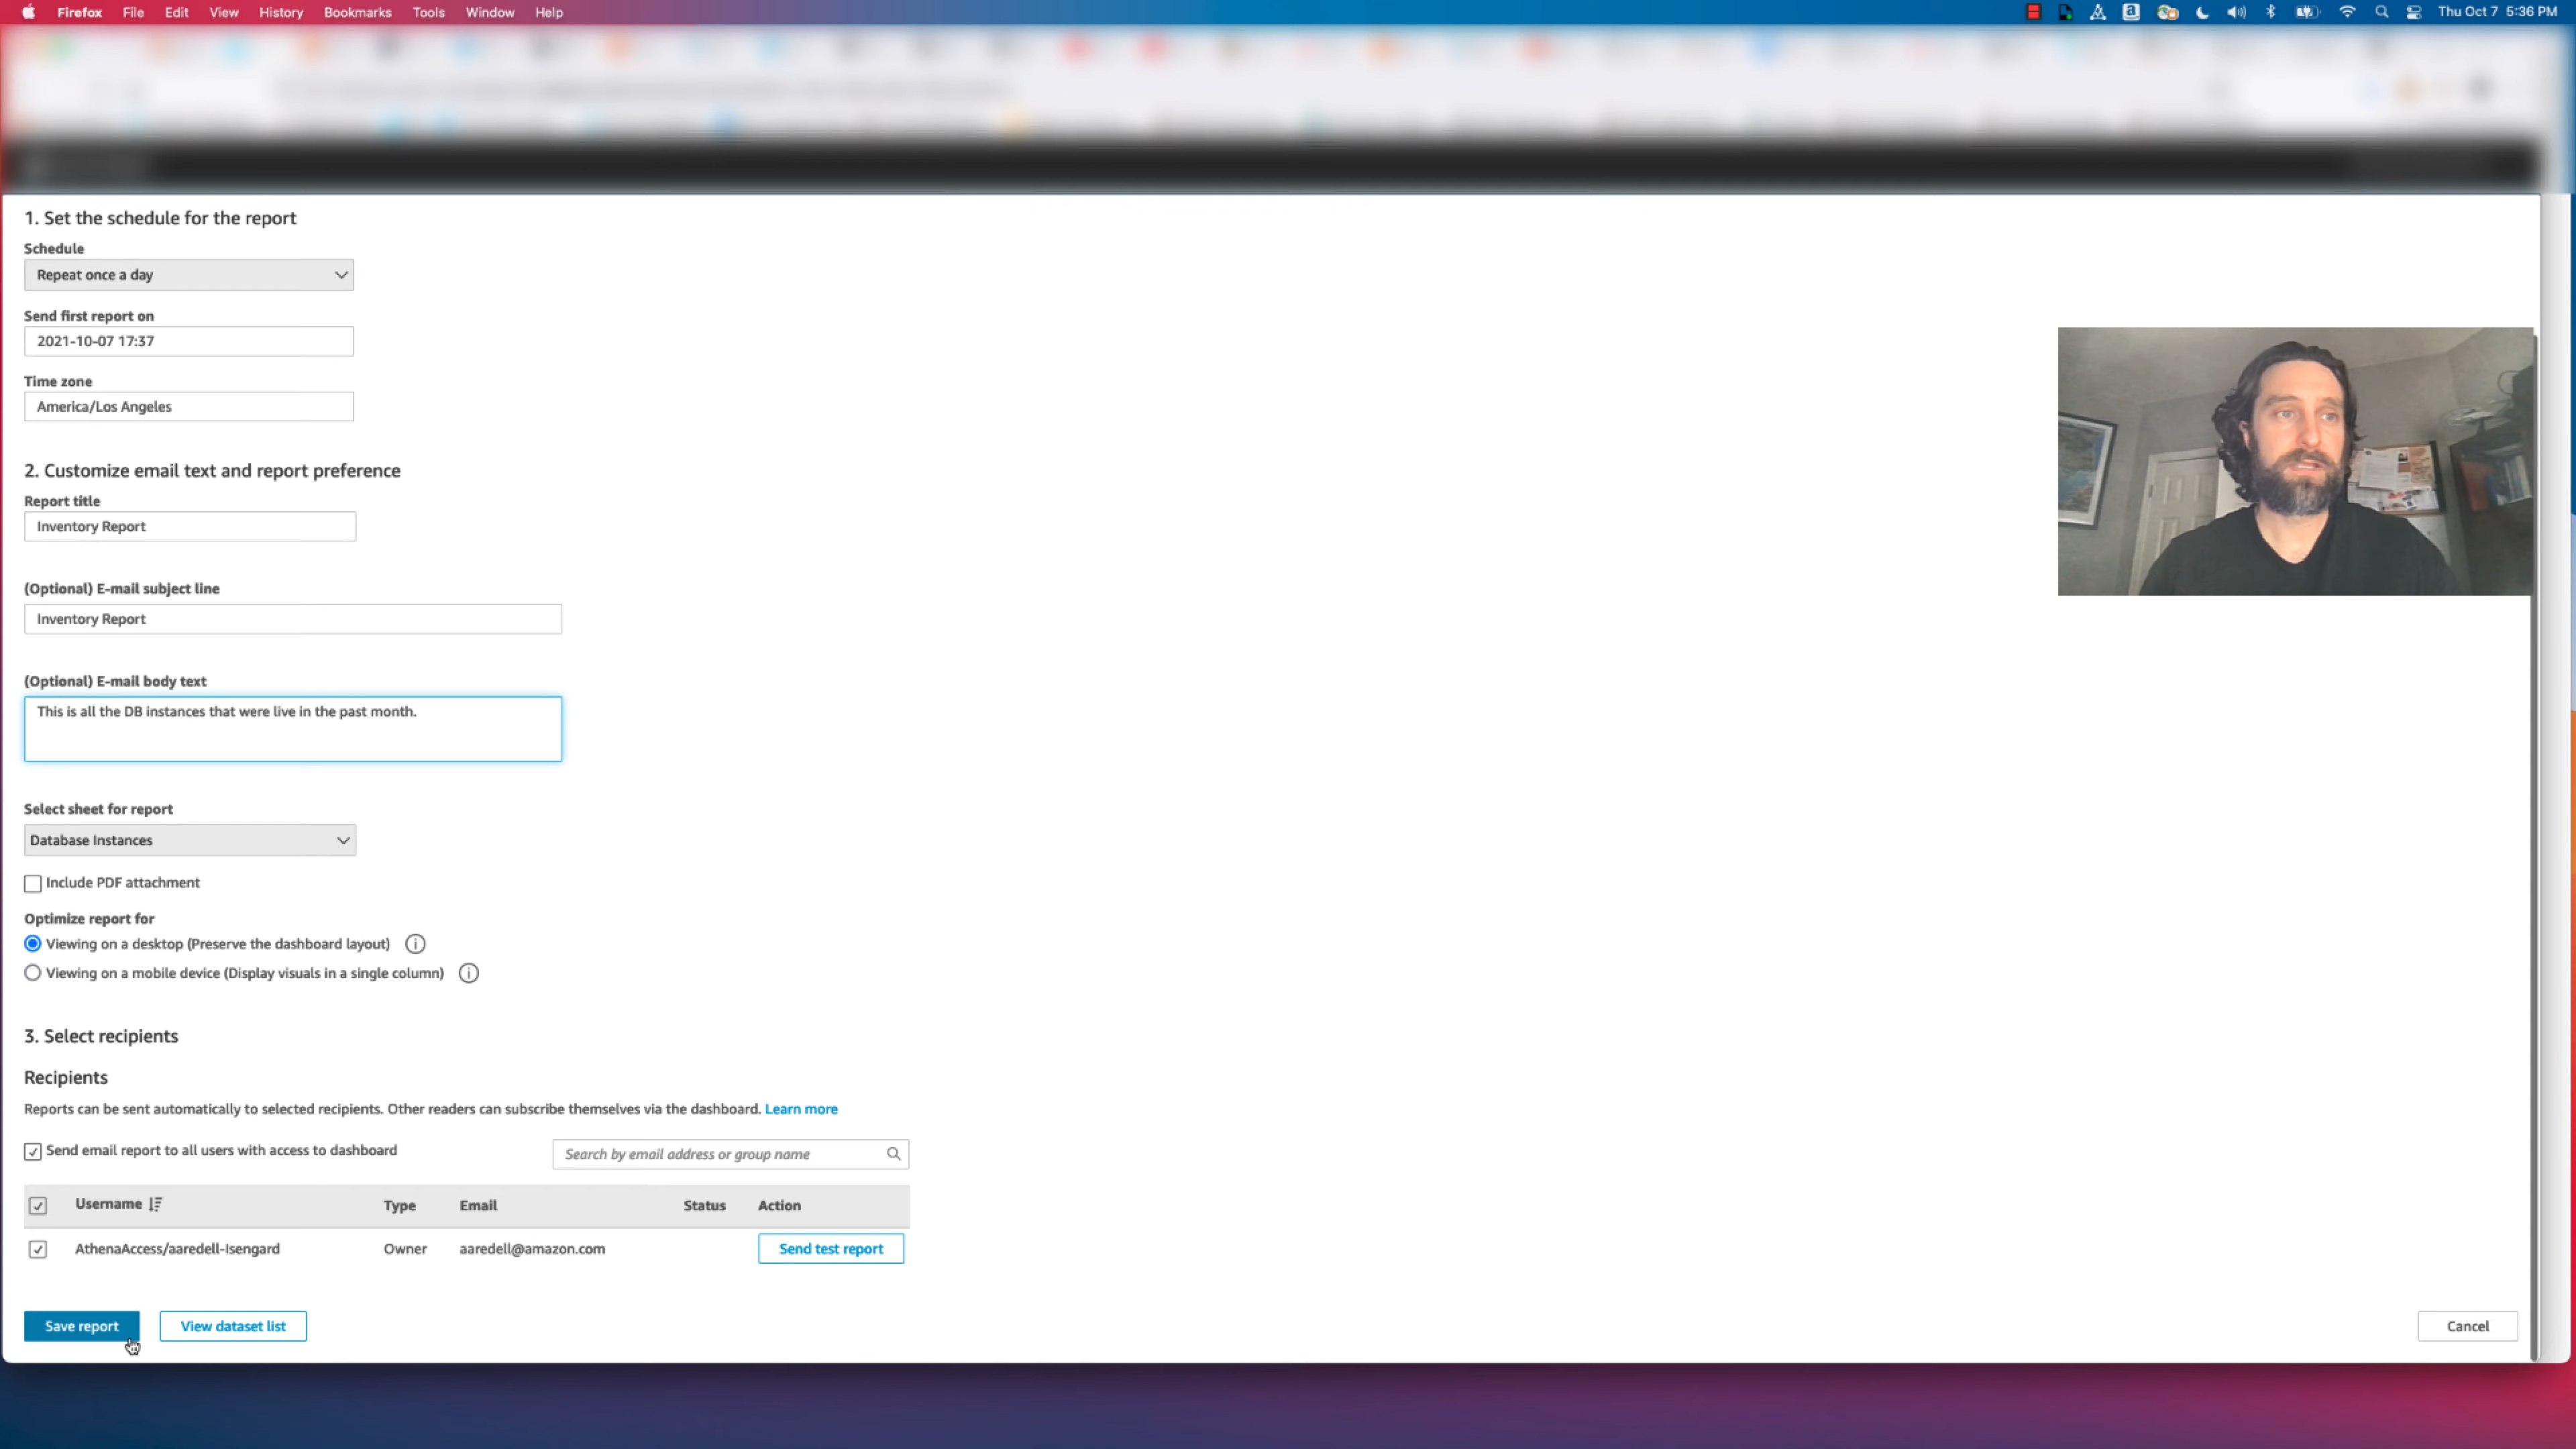 Firefox File Edit View History Bookmarks Tools Window Help
Thu Oct 7 5:36 PM
1. Set the schedule for the report
Schedule
Repeat once a day
Send first report on
2021-10-07 17:37
Time zone
America/Los Angeles
2. Customize email text and report preference
Report title
Inventory Report
(Optional) E-mail subject line
Inventory Report
(Optional) E-mail body text
This is all the DB instances that were live in the past month.
Select sheet for report
Database Instances
Include PDF attachment
Optimize report for
Viewing on a desktop (Preserve the dashboard layout)
Viewing on a mobile device (Display visuals in a single column)
3. Select recipients
Recipients
Reports can be sent automatically to selected recipients. Other readers can subscribe themselves via the dashboard. Learn more
Send email report to all users with access to dashboard
Search by email address or group name
Username Type Email Status Action
AthenaAccess/aaredell-Isengard Owner aaredell@amazon.com Send test report
Save report View dataset list Cancel